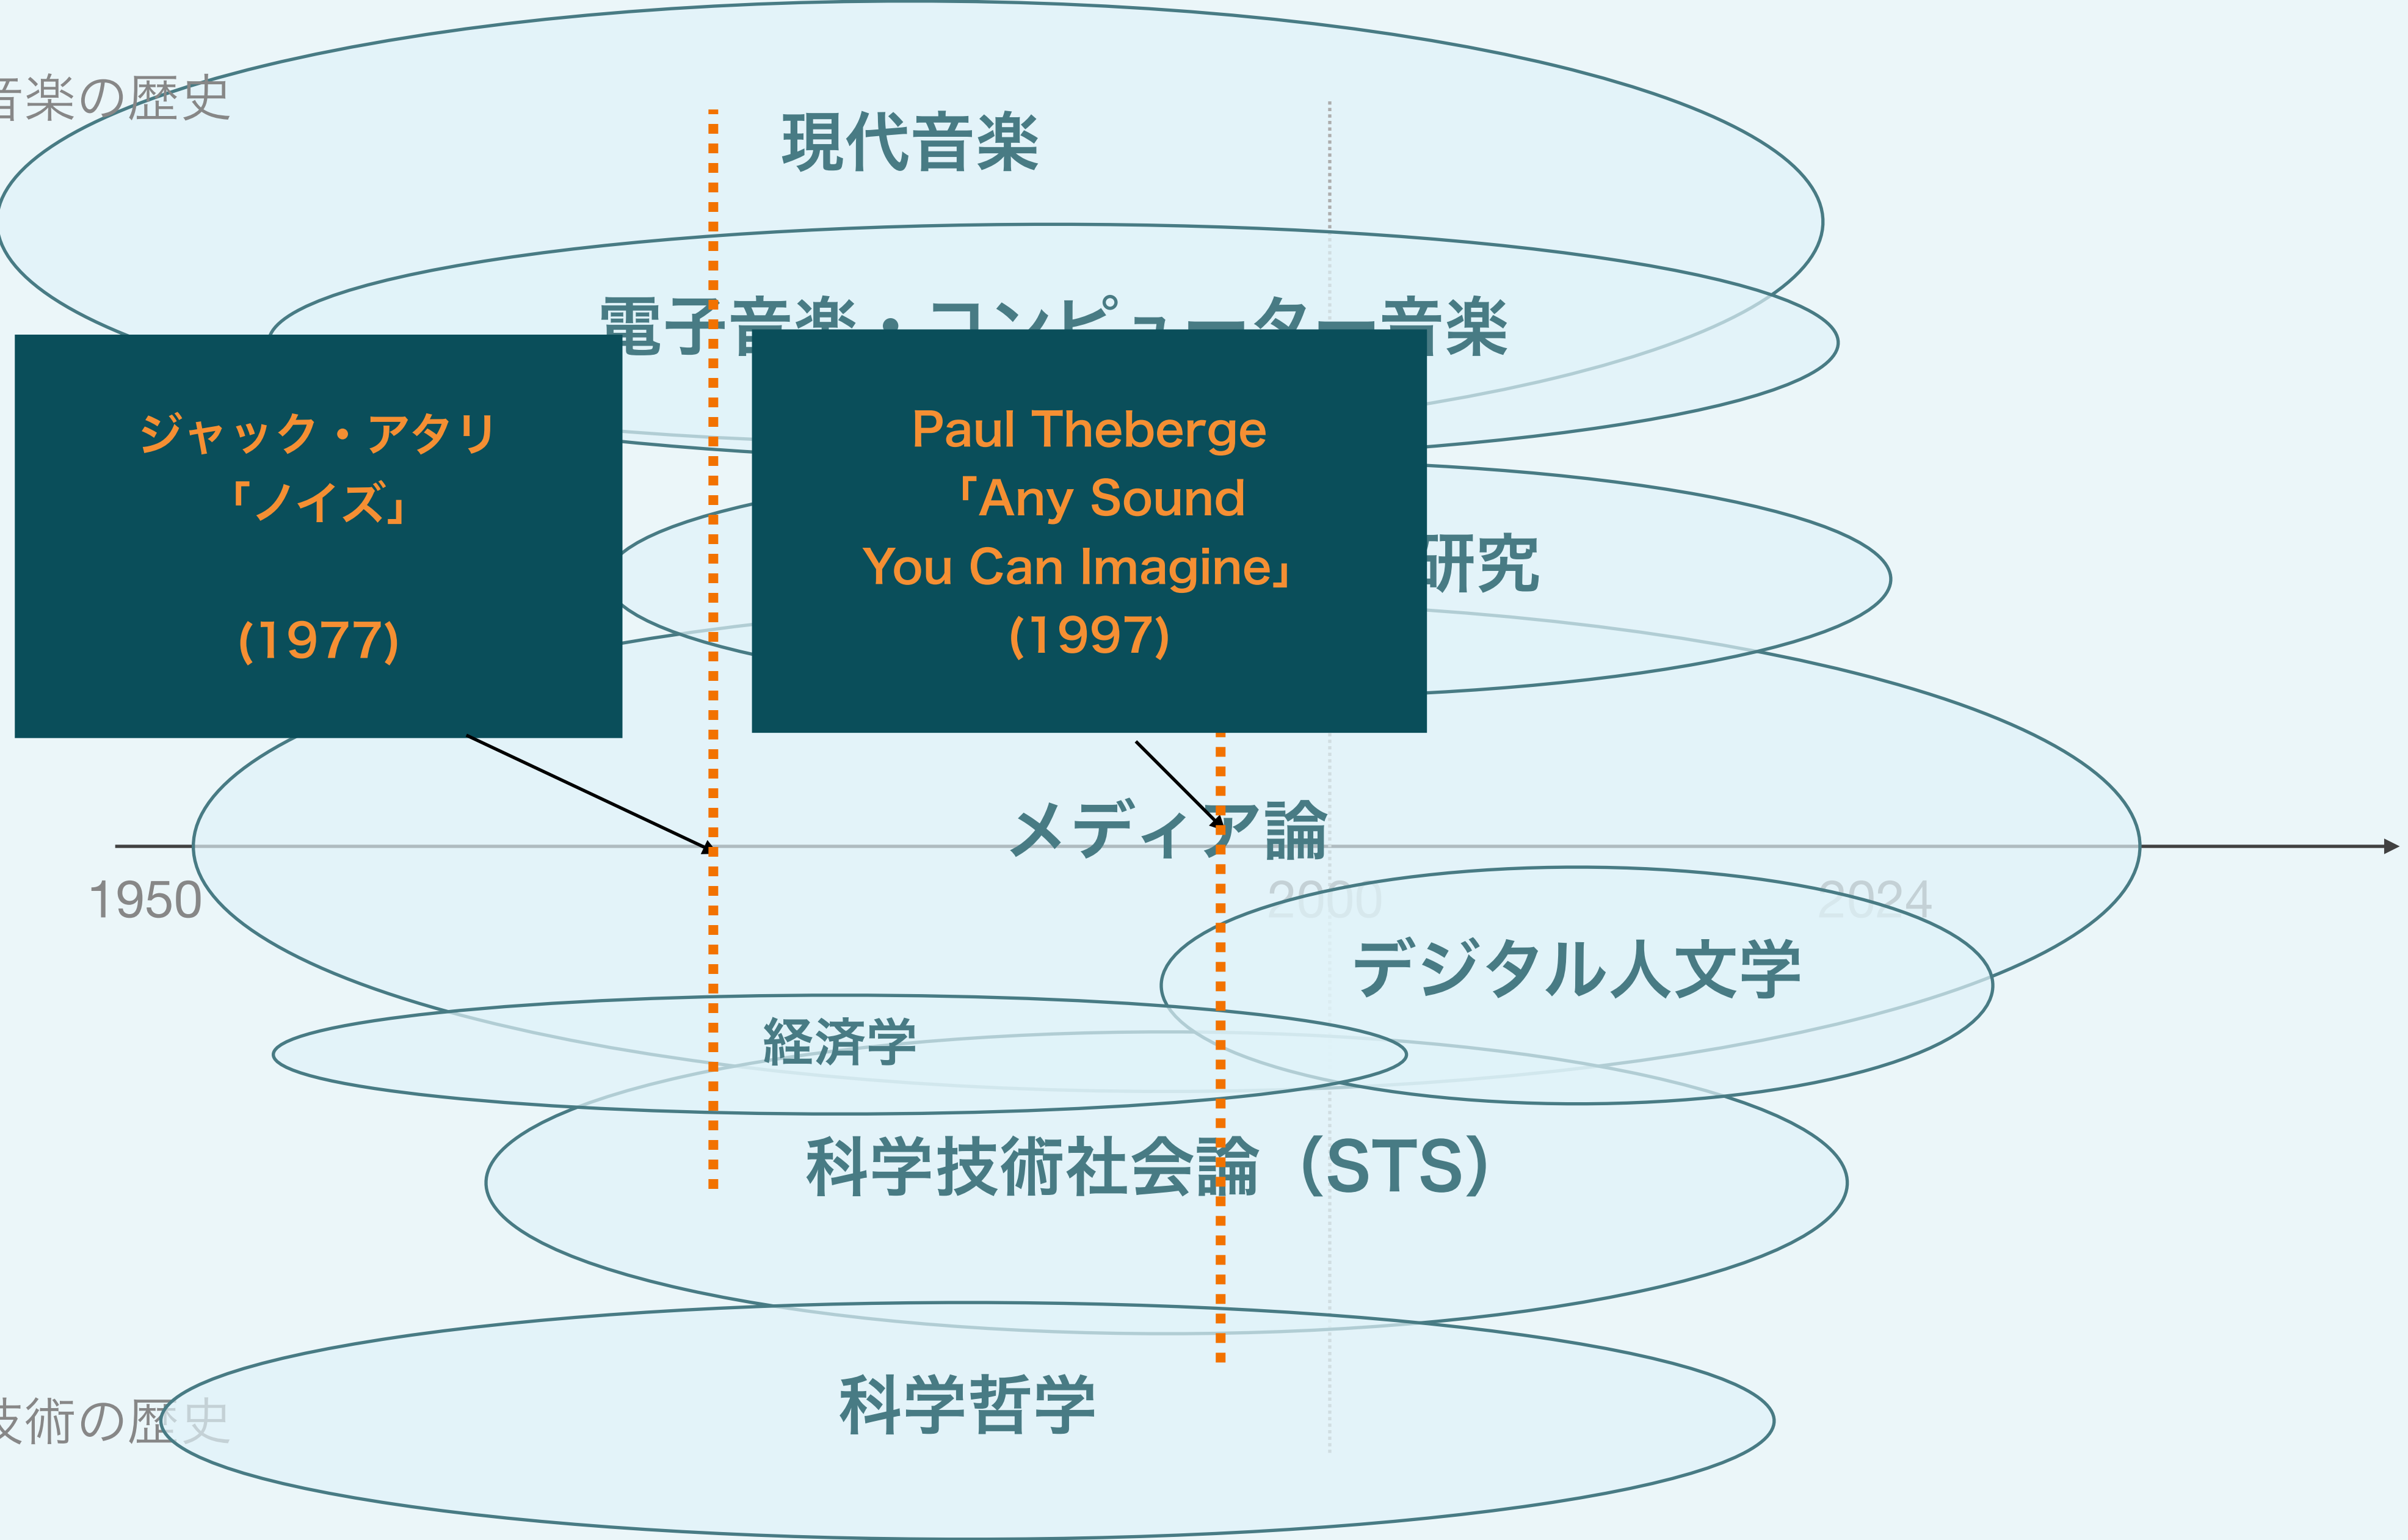 音楽の歴史
現代音楽
電子音楽・コンピューター音楽
ジャック・アタリ
「ノイズ」
(1977)
Paul Theberge
「Any Sound
You Can Imagine」
(1997)
研究
メディア論
1950
2000
2024
デジタル人文学
経済学
科学技術社会論（STS）
科学哲学
技術の歴史